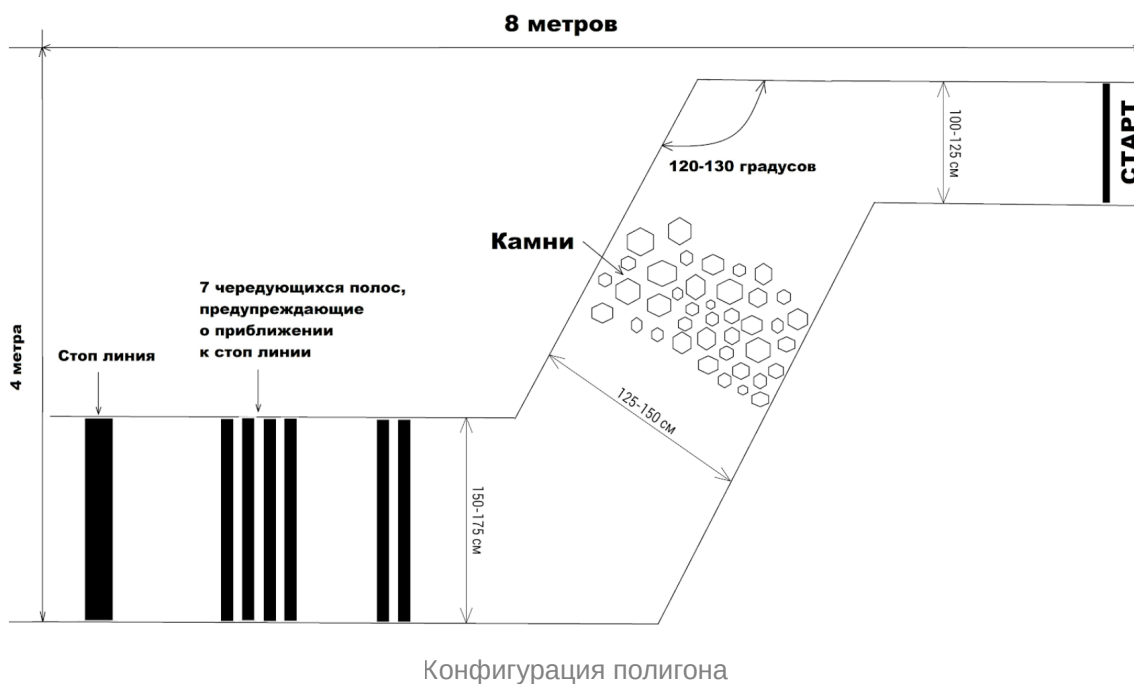 8 метров
100-125 см
СТАРТ
120-130 градусов
Камни
7 чередующихся полос,
предупреждающие
о приближении
к стоп линии
Стоп линия
4 метра
125-150 см
150-175 см
Конфигурация полигона